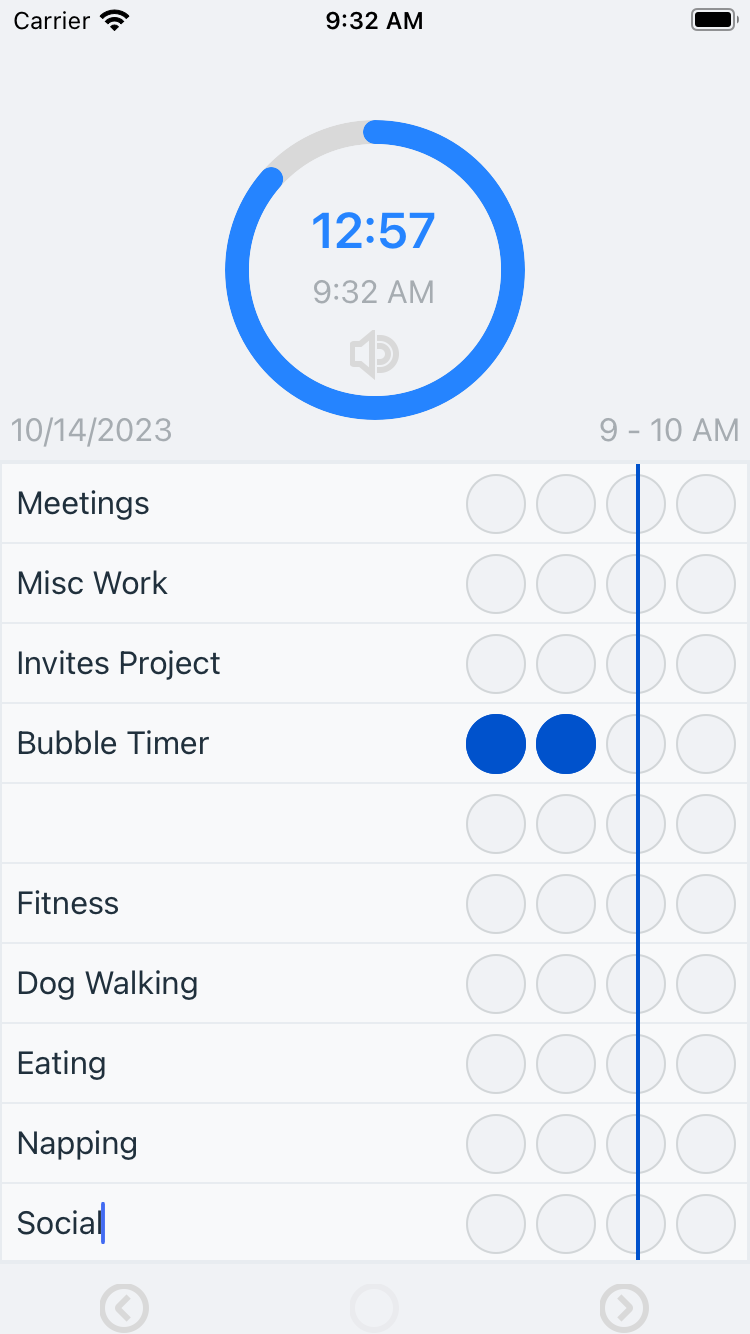 Carrier 9:32 AM
12:57
9:32 AM
10/14/2023 9 - 10 AM
Meetings
Misc Work
Invites Project
Bubble Timer
Fitness
Dog Walking
Eating
Napping
Social